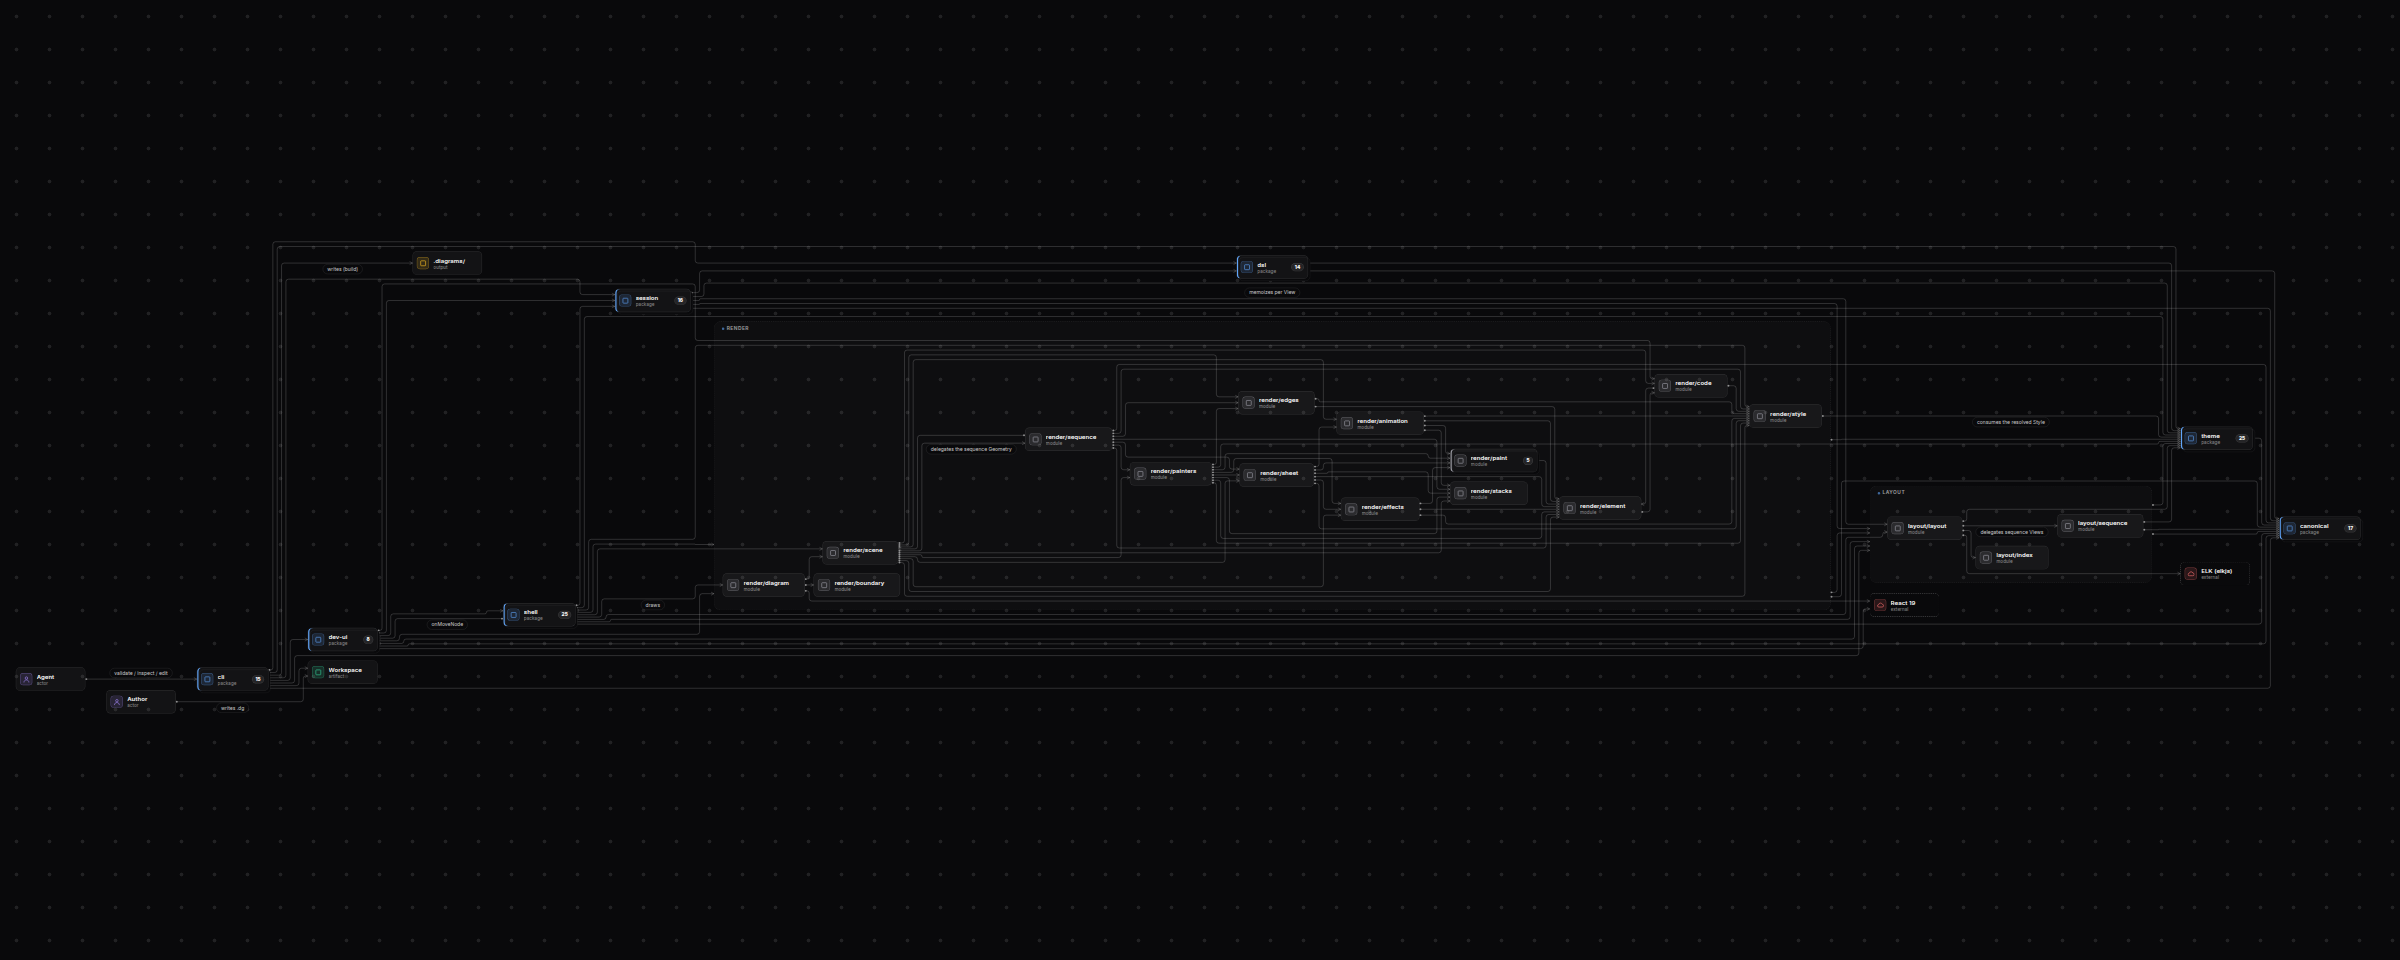 .diagrams/
output
writes (build)
dsl
package
14
session
package
16
memoizes per View
RENDER
render/code
module
render/edges
module
render/style
module
render/animation
module
consumes the resolved Style
render/sequence
module
theme
package
25
delegates the sequence Geometry
render/paint
module
5
render/painters
module
render/sheet
module
render/stacks
module
LAYOUT
render/effects
module
render/element
module
layout/layout
module
layout/sequence
module
canonical
package
17
delegates sequence Views
render/scene
module
layout/index
module
ELK (elkjs)
external
render/diagram
module
render/boundary
module
draws
React 19
external
shell
package
25
onMoveNode
dev-ui
package
8
Workspace
artifact
Agent
actor
validate / inspect / edit
cli
package
15
Author
actor
writes .dg